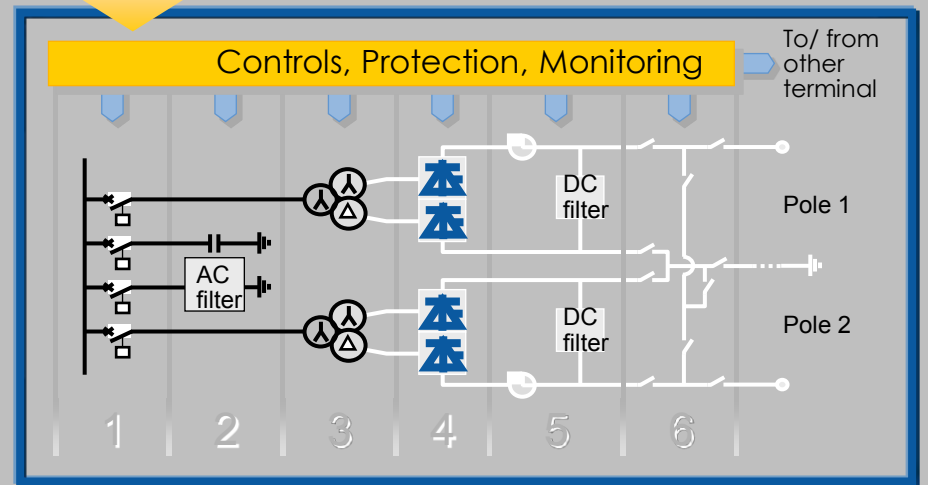 Controls, Protection, Monitoring
To/ from
other
terminal
DC
filter
Pole 1
AC
filter
DC
filter
Pole 2
1 2 3 4 5 6